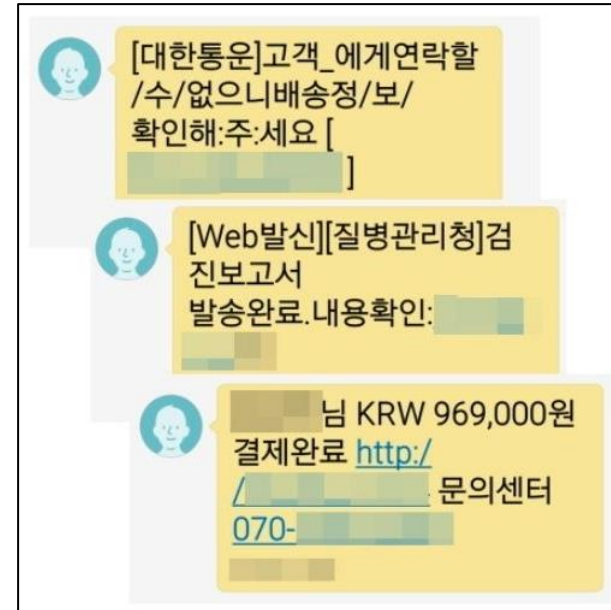 [대한통운]고객_에게연락할
/수/없으니배송정/보/
확인해:주:세요 [
]
[Web발신][질병관리청]검
진보고서
발송완료.내용확인:
님 KRW 969,000원
결제완료 http:/
/ 문의센터
070-